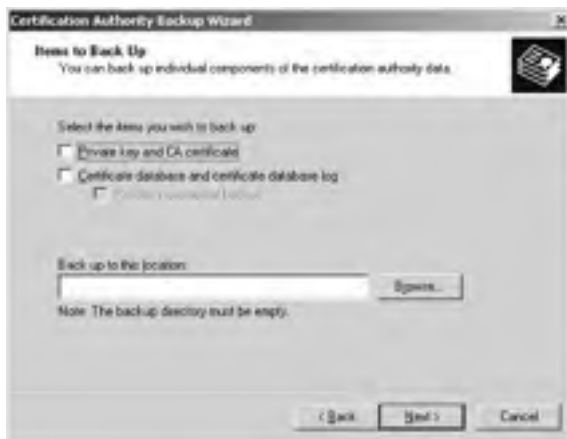 Certification Authority Backup Wizard
Items to Back Up
You can back up individual components of the certification authority data.
Select the items you wish to back up:
Private key and CA certificate
Certificate database and certificate database log
Back up to this location:
Browse...
Note: The backup directory must be empty.
< Back
Next >
Cancel